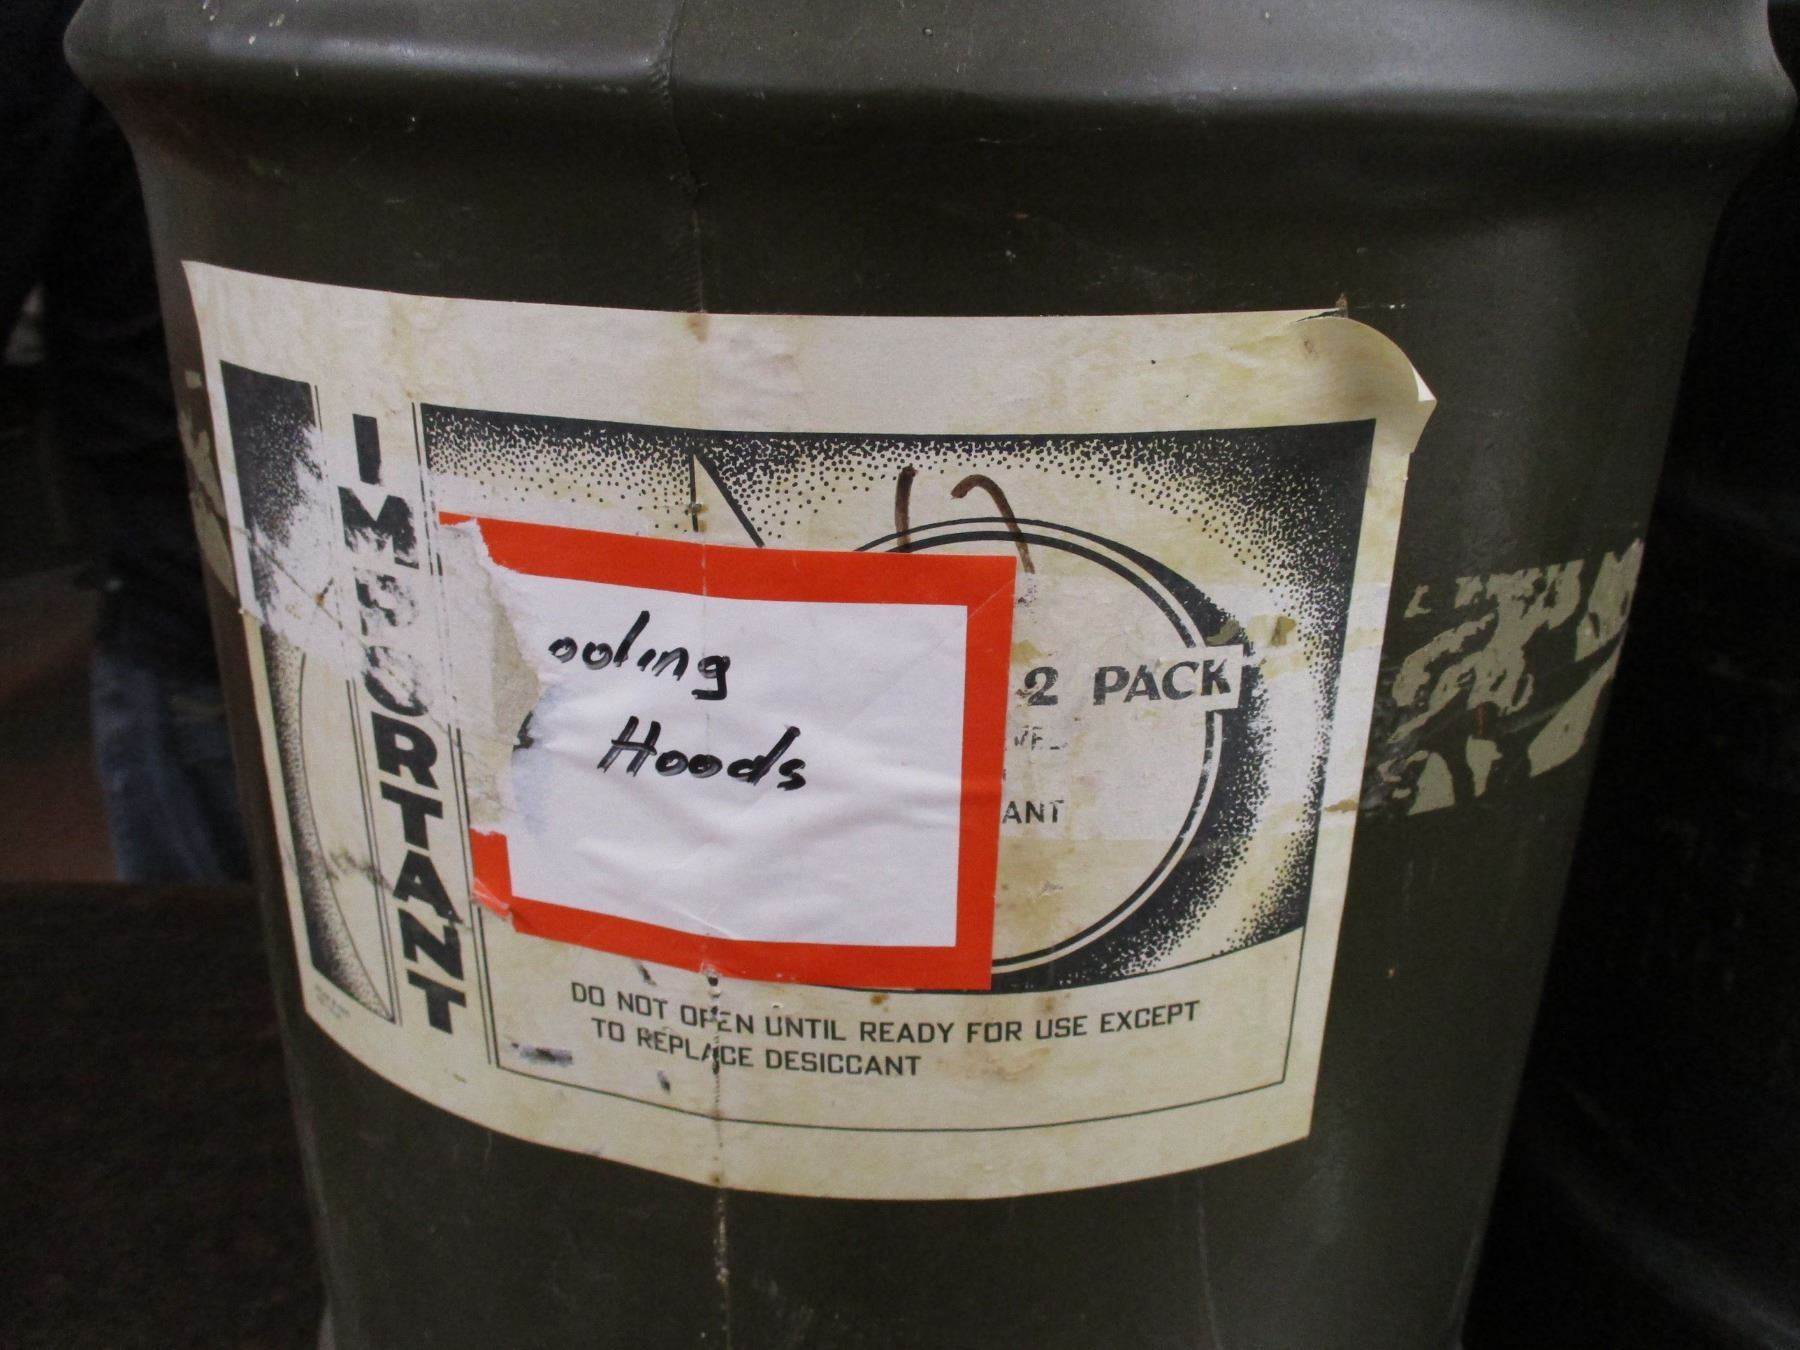 IMPORTANT
ooling
Hoods
2 PACK
ANT
DO NOT OPEN UNTIL READY FOR USE EXCEPT
TO REPLACE DESICCANT